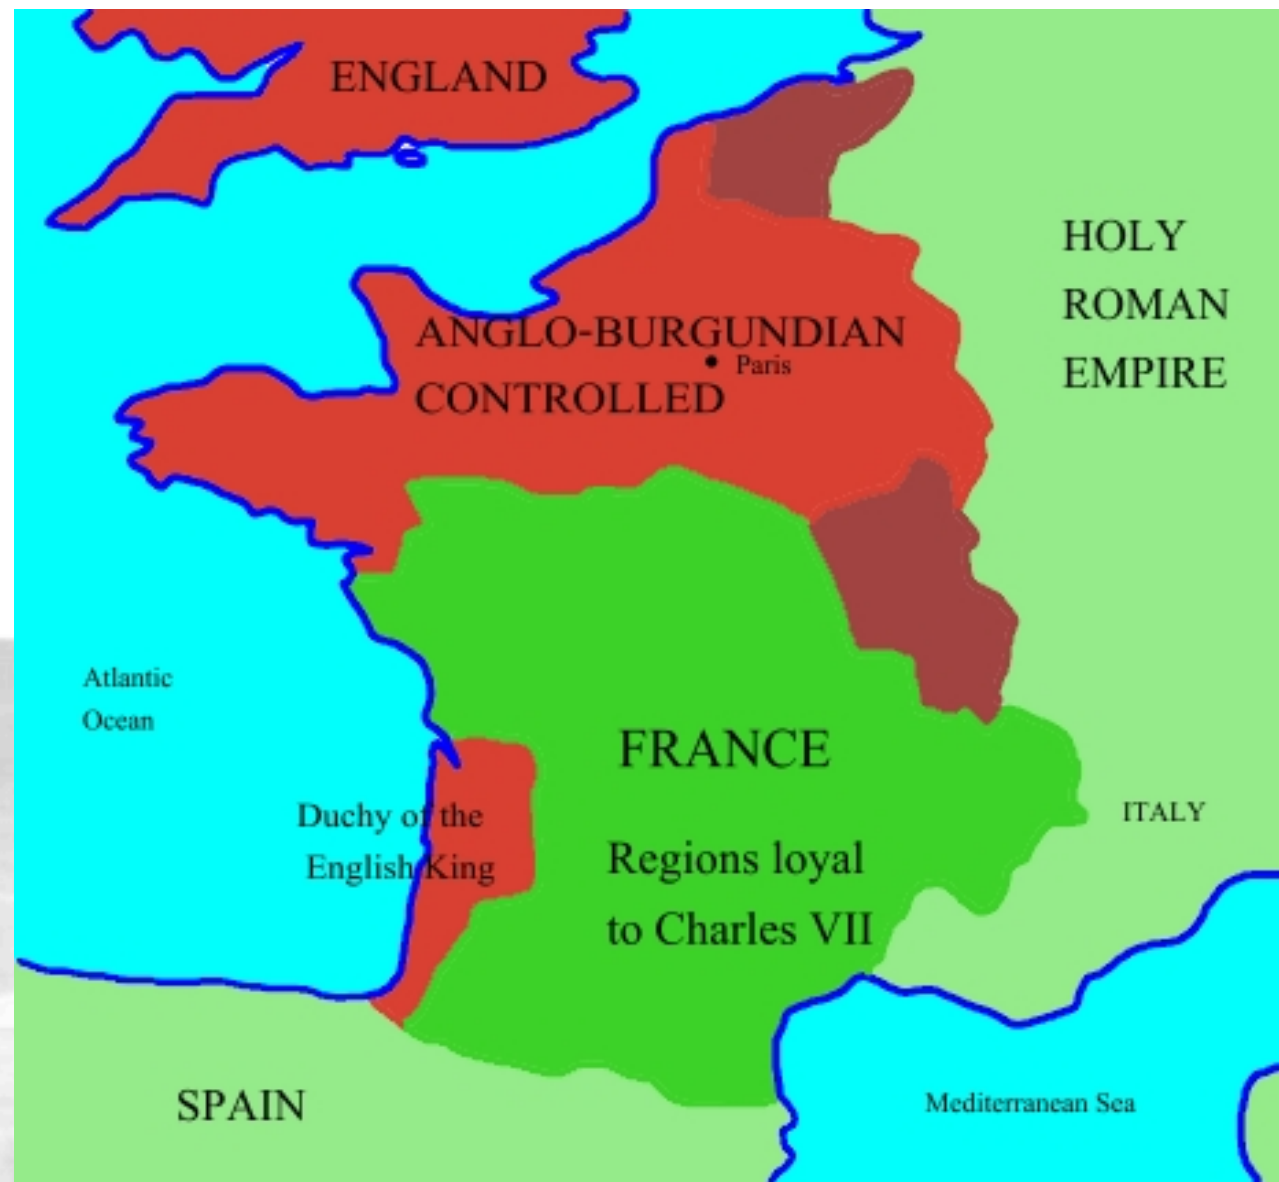 ENGLAND
HOLY
ROMAN
EMPIRE
ANGLO-BURGUNDIAN
Paris
CONTROLLED
Atlantic
Ocean
FRANCE
Duchy of the
English King
ITALY
Regions loyal
to Charles VII
SPAIN
Mediterranean Sea